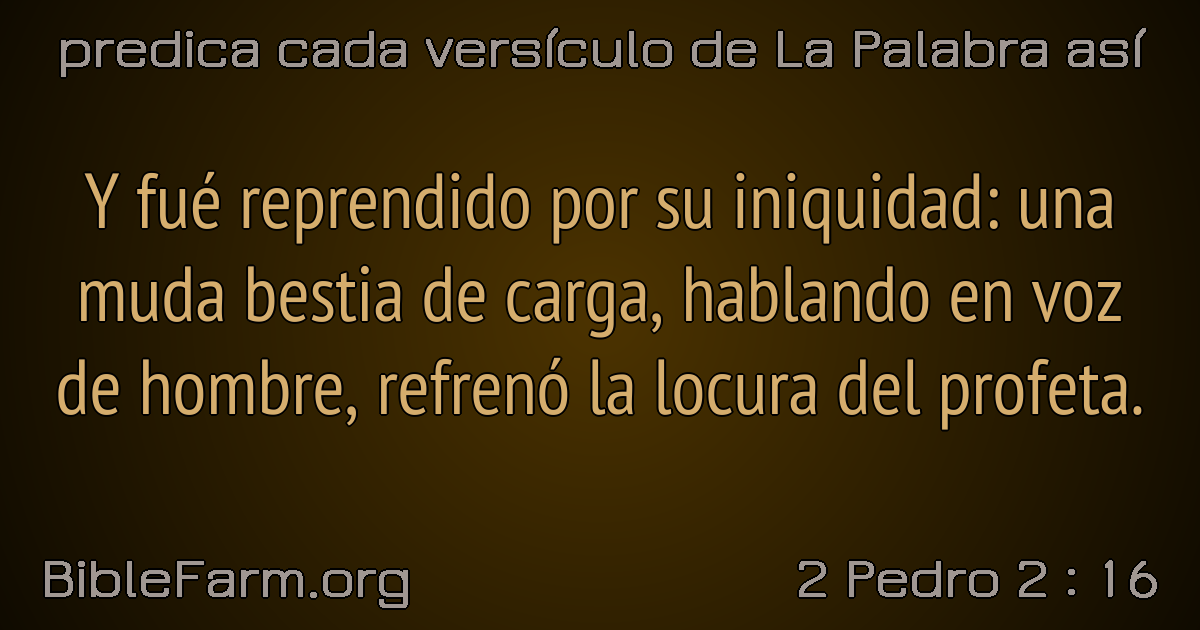 predica cada versículo de La Palabra así
Y fué reprendido por su iniquidad: una
muda bestia de carga, hablando en voz
de hombre, refrenó la locura del profeta.
BibleFarm.org
2 Pedro 2 : 16